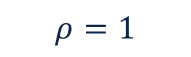 ρ = 1